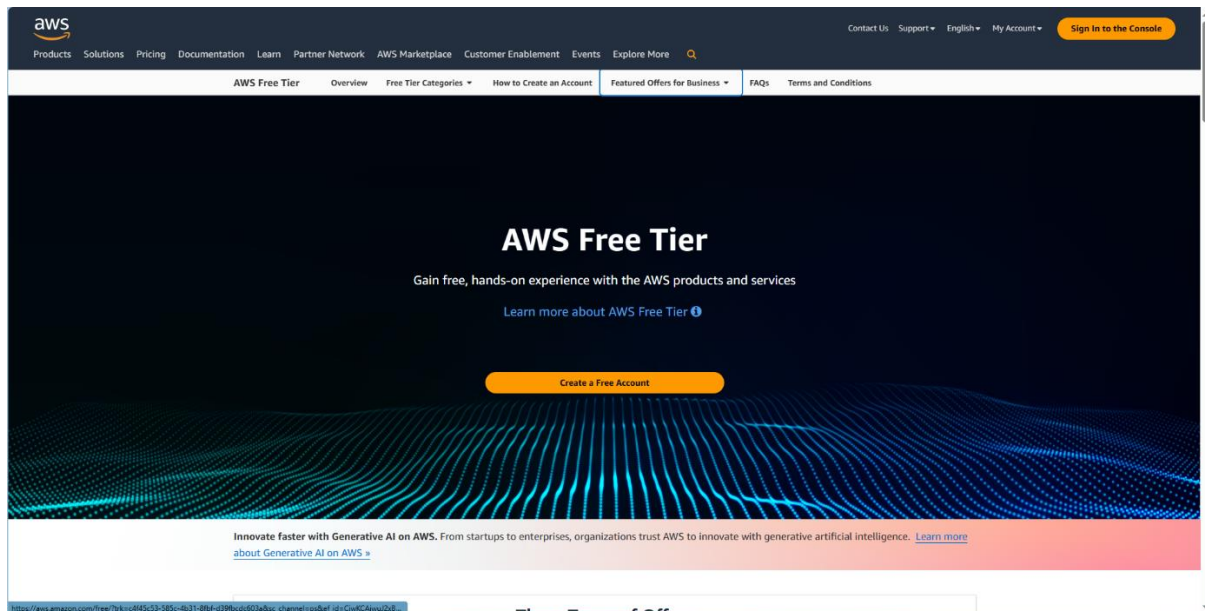 aws
Contact Us Support English My Account Sign In to the Console
Products Solutions Pricing Documentation Learn Partner Network AWS Marketplace Customer Enablement Events Explore More
AWS Free Tier Overview Free Tier Categories How to Create an Account Featured Offers for Business FAQs Terms and Conditions
AWS Free Tier
Gain free, hands-on experience with the AWS products and services
Learn more about AWS Free Tier
Create a Free Account
Innovate faster with Generative AI on AWS. From startups to enterprises, organizations trust AWS to innovate with generative artificial intelligence. Learn more
about Generative AI on AWS »